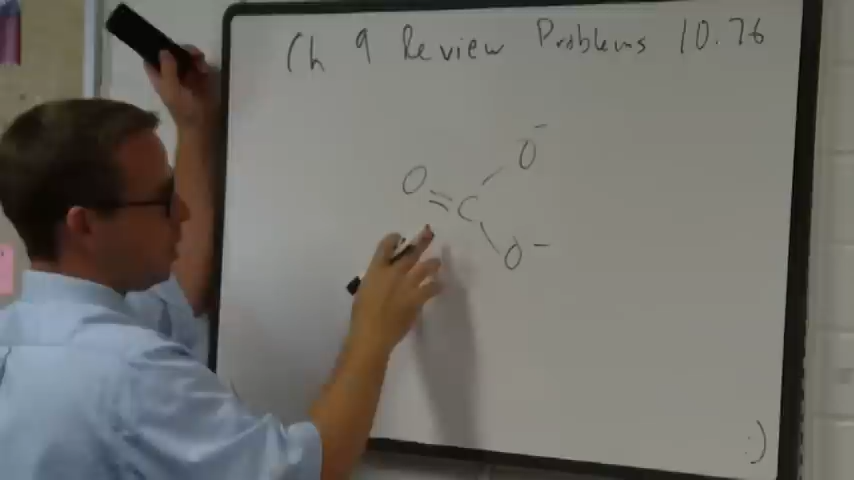 Ch 9 Review Problems 10.76
O⁻
O=C
O⁻
:)